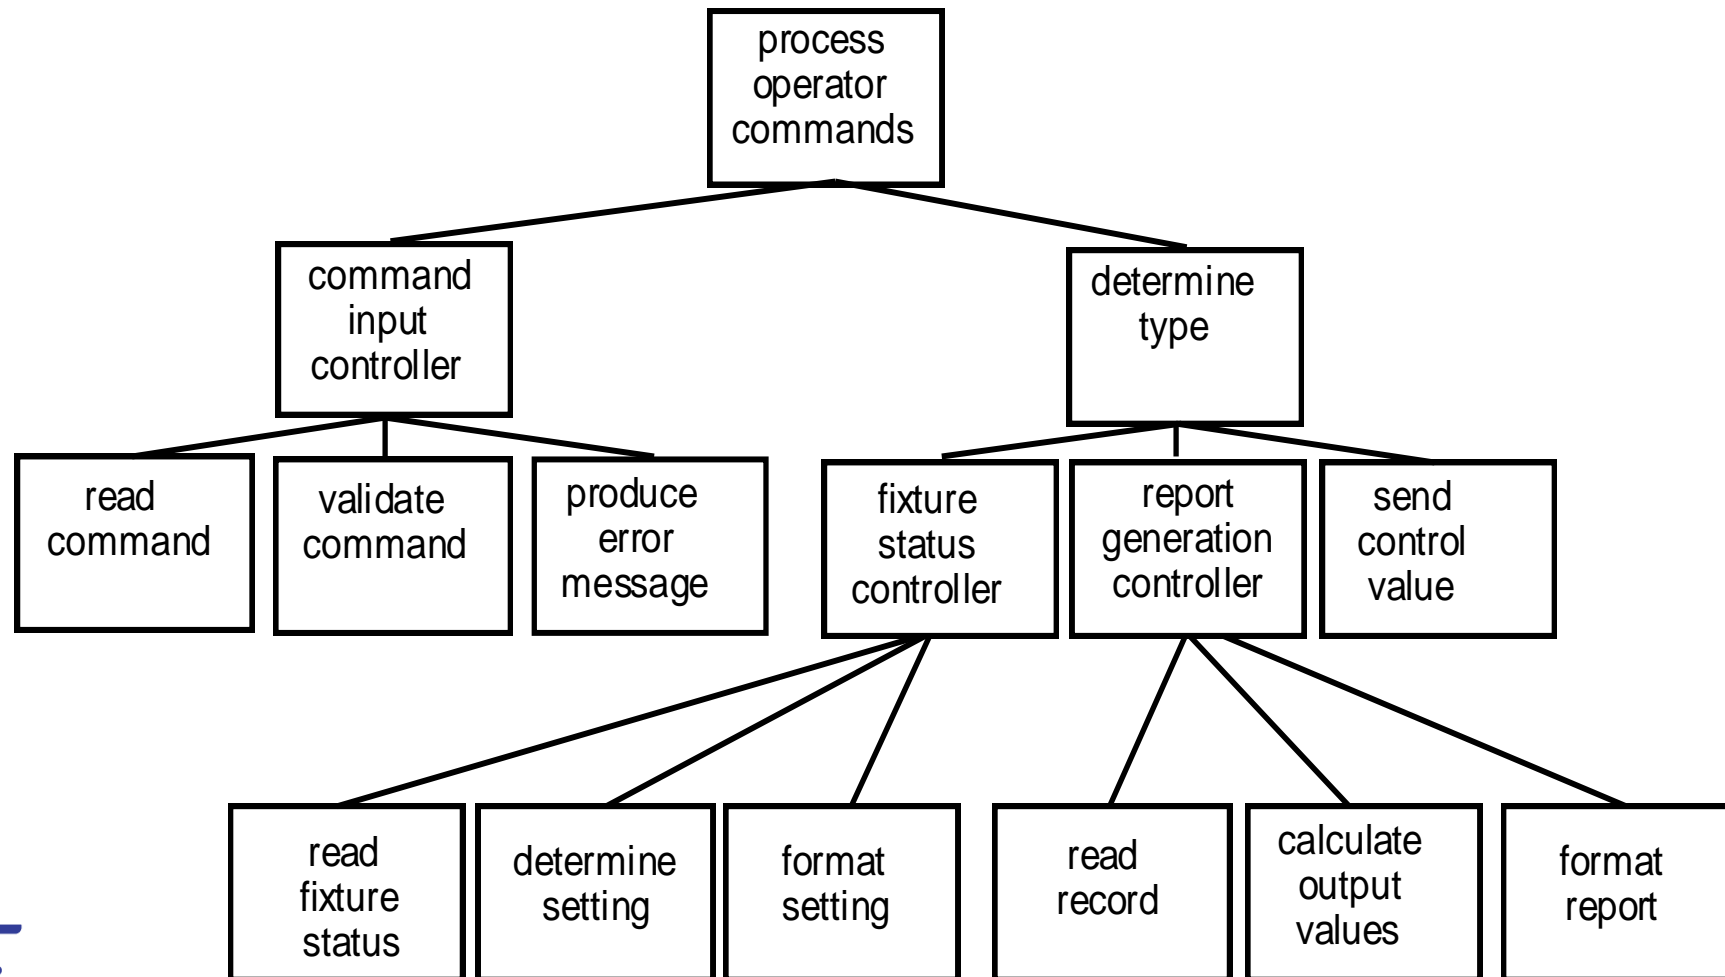 process
operator
commands
command
input
controller
determine
type
read
command
validate
command
produce
error
message
fixture
status
controller
report
generation
controller
send
control
value
read
fixture
status
determine
setting
format
setting
read
record
calculate
output
values
format
report